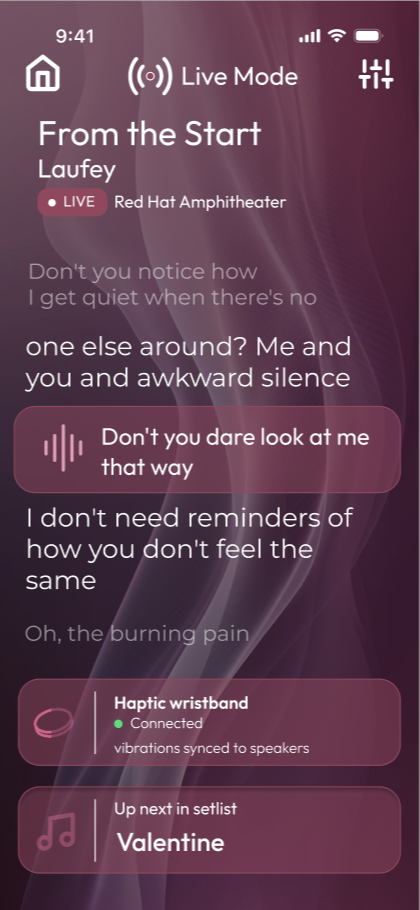 9:41
Live Mode
From the Start
Laufey
LIVE Red Hat Amphitheater
Don't you notice how
I get quiet when there's no
one else around? Me and
you and awkward silence
Don't you dare look at me
that way
I don't need reminders of
how you don't feel the
same
Oh, the burning pain
Haptic wristband
Connected
vibrations synced to speakers
Up next in setlist
Valentine